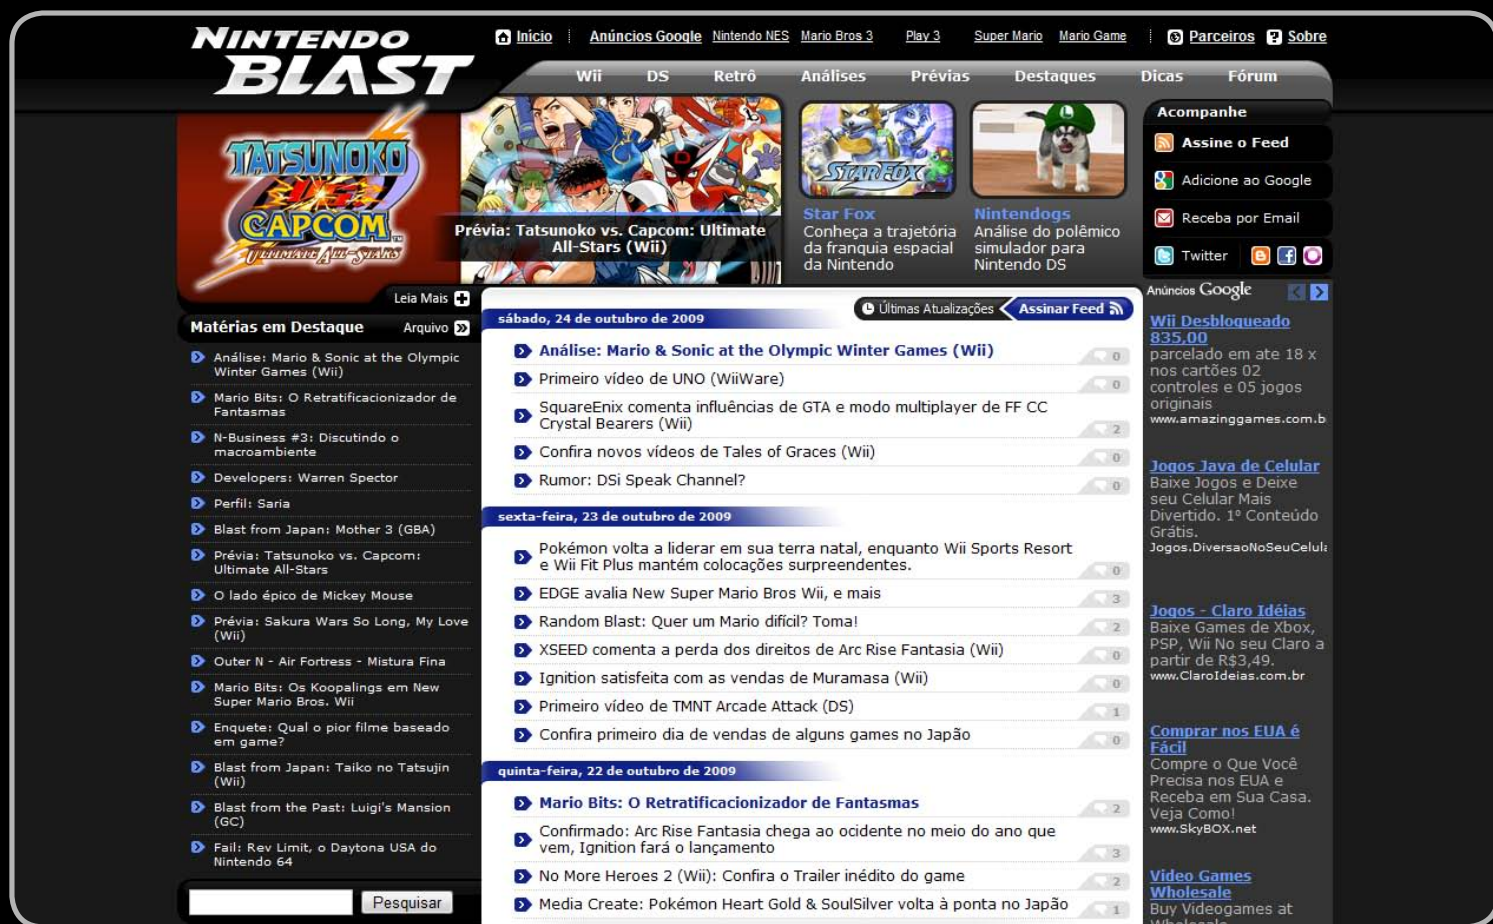 NINTENDO
BLAST
Início
Anúncios Google
Nintendo NES
Mario Bros 3
Play 3
Super Mario
Mario Game
Parceiros
Sobre
Wii
DS
Retrô
Análises
Prévias
Destaques
Dicas
Fórum
TATSUNOKO
VS.
CAPCOM
ULTIMATE ALL-STARS
Prévia: Tatsunoko vs. Capcom: Ultimate
All-Stars (Wii)
STARFOX
Star Fox
Conheça a trajetória
da franquia espacial
da Nintendo
L
Nintendogs
Análise do polêmico
simulador para
Nintendo DS
Acompanhe
Assine o Feed
Adicione ao Google
Receba por Email
Twitter
Leia Mais
Matérias em Destaque
Arquivo
Análise: Mario & Sonic at the Olympic
Winter Games (Wii)
Mario Bits: O Retratificacionizador de
Fantasmas
N-Business #3: Discutindo o
macroambiente
Developers: Warren Spector
Perfil: Saria
Blast from Japan: Mother 3 (GBA)
Prévia: Tatsunoko vs. Capcom:
Ultimate All-Stars
O lado épico de Mickey Mouse
Prévia: Sakura Wars So Long, My Love
(Wii)
Outer N - Air Fortress - Mistura Fina
Mario Bits: Os Koopalings em New
Super Mario Bros. Wii
Enquete: Qual o pior filme baseado
em game?
Blast from Japan: Taiko no Tatsujin
(Wii)
Blast from the Past: Luigi's Mansion
(GC)
Fail: Rev Limit, o Daytona USA do
Nintendo 64
Pesquisar
Últimas Atualizações
Assinar Feed
sábado, 24 de outubro de 2009
Análise: Mario & Sonic at the Olympic Winter Games (Wii)
0
Primeiro vídeo de UNO (WiiWare)
0
SquareEnix comenta influências de GTA e modo multiplayer de FF CC
Crystal Bearers (Wii)
2
Confira novos vídeos de Tales of Graces (Wii)
0
Rumor: DSi Speak Channel?
0
sexta-feira, 23 de outubro de 2009
Pokémon volta a liderar em sua terra natal, enquanto Wii Sports Resort
e Wii Fit Plus mantém colocações surpreendentes.
0
EDGE avalia New Super Mario Bros Wii, e mais
3
Random Blast: Quer um Mario difícil? Toma!
2
XSEED comenta a perda dos direitos de Arc Rise Fantasia (Wii)
0
Ignition satisfeita com as vendas de Muramasa (Wii)
0
Primeiro vídeo de TMNT Arcade Attack (DS)
1
Confira primeiro dia de vendas de alguns games no Japão
0
quinta-feira, 22 de outubro de 2009
Mario Bits: O Retratificacionizador de Fantasmas
2
Confirmado: Arc Rise Fantasia chega ao ocidente no meio do ano que
vem, Ignition fará o lançamento
3
No More Heroes 2 (Wii): Confira o Trailer inédito do game
2
Media Create: Pokémon Heart Gold & SoulSilver volta à ponta no Japão
1
Anúncios Google
Wii Desbloqueado
835,00
parcelado em ate 18 x
nos cartões 02
controles e 05 jogos
originais
www.amazinggames.com.b
Jogos Java de Celular
Baixe Jogos e Deixe
seu Celular Mais
Divertido. 1º Conteúdo
Grátis.
Jogos.DiversaoNoSeuCelula
Jogos - Claro Idéias
Baixe Games de Xbox,
PSP, Wii No seu Claro a
partir de R$3,49.
www.ClaroIdeias.com.br
Comprar nos EUA é
Fácil
Compre o Que Você
Precisa nos EUA e
Receba em Sua Casa.
Veja Como!
www.SkyBOX.net
Video Games
Wholesale
Buy Videogames at
Wholesale